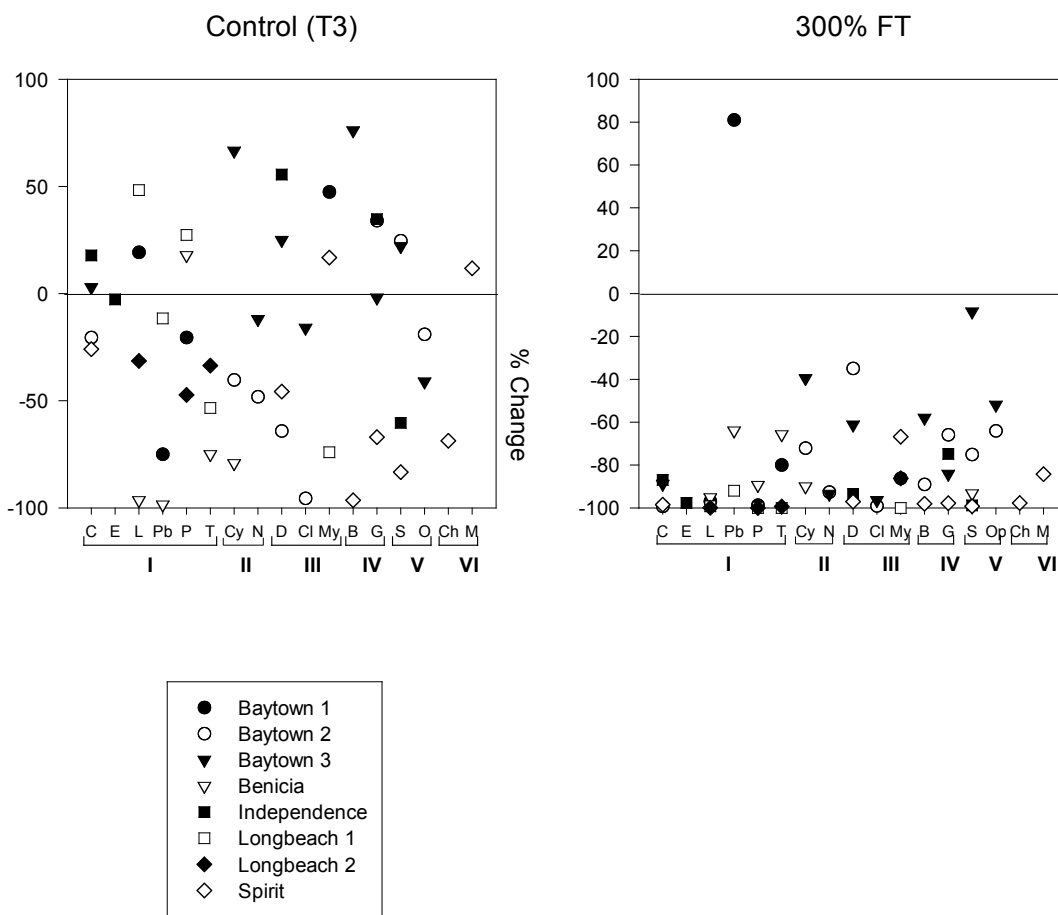 Control (T3)
100
50
0
-50
-100
C E L Pb P T Cy N D Cl My B G S O Ch M
I II III IV V VI
300% FT
% Change
100
80
60
40
20
0
-20
-40
-60
-80
-100
C E L Pb P T Cy N D Cl My B G S Op Ch M
I II III IV V VI
Baytown 1
Baytown 2
Baytown 3
Benicia
Independence
Longbeach 1
Longbeach 2
Spirit